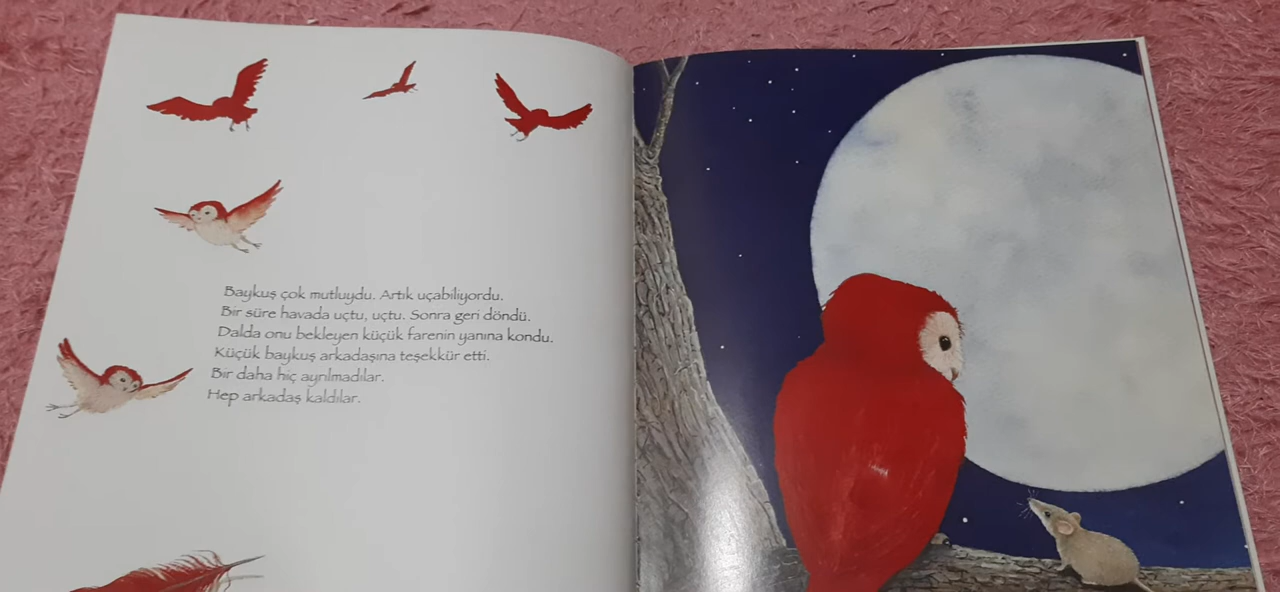 Baykuş çok mutluydu. Artık uçabiliyordu.
Bir süre havada uçtu, uçtu. Sonra geri döndü.
Dalda onu bekleyen küçük farenin yanına kondu.
Küçük baykuş arkadaşına teşekkür etti.
Bir daha hiç ayrılmadılar.
Hep arkadaş kaldılar.